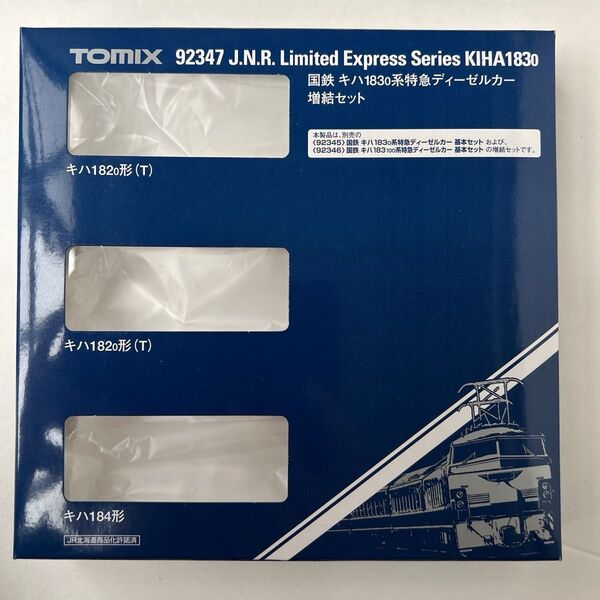 TOMIX 92347 J.N.R. Limited Express Series KIHA1830
国鉄 キハ1830系特急ディーゼルカー
増結セット
本製品は、別売の
〈92345〉国鉄 キハ1830系特急ディーゼルカー 基本セット および、
〈92346〉国鉄 キハ183100系特急ディーゼルカー 基本セット の増結セットです。
キハ1820形(T)
キハ1820形(T)
キハ184形
JR北海道商品化許諾済